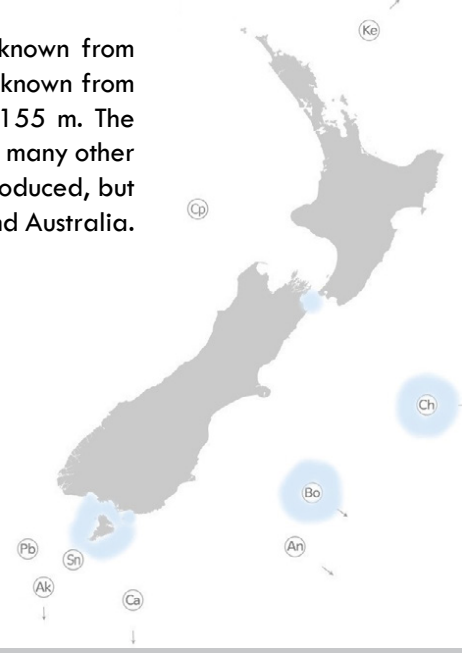 known from
known from
155 m. The
many other
oduced, but
nd Australia.
Ke
Cp
Ch
Bo
An
Pb
Sn
Ak
Ca